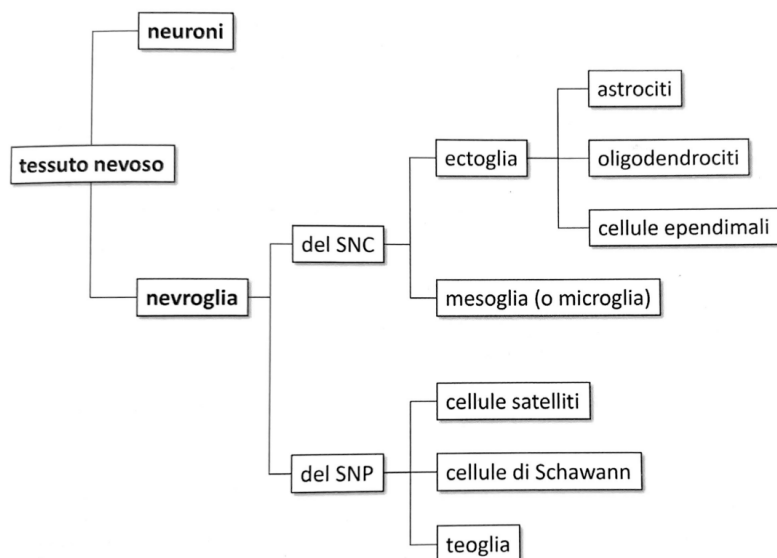 neuroni
astrociti
ectoglia
oligodendrociti
tessuto nevoso
cellule ependimali
del SNC
nevroglia
mesoglia (o microglia)
cellule satelliti
del SNP
cellule di Schawann
teoglia